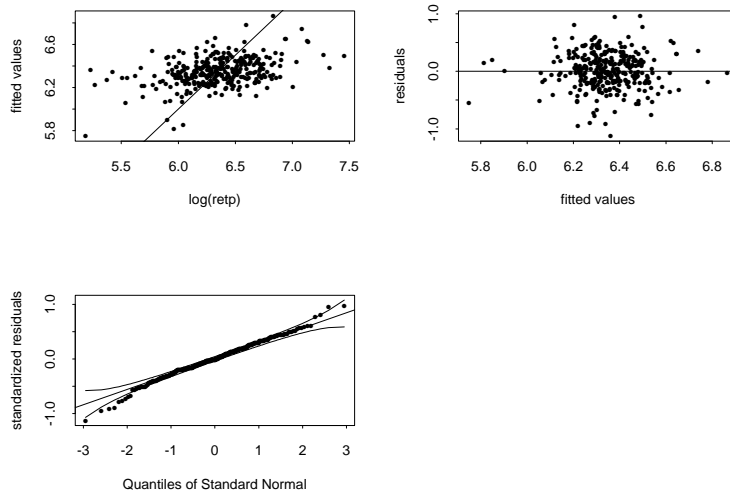 fitted values
6.6
6.2
5.8
5.5 6.0 6.5 7.0 7.5
log(retp)
residuals
1.0
0.0
-1.0
5.8 6.0 6.2 6.4 6.6 6.8
fitted values
standardized residuals
1.0
0.0
-1.0
-3 -2 -1 0 1 2 3
Quantiles of Standard Normal